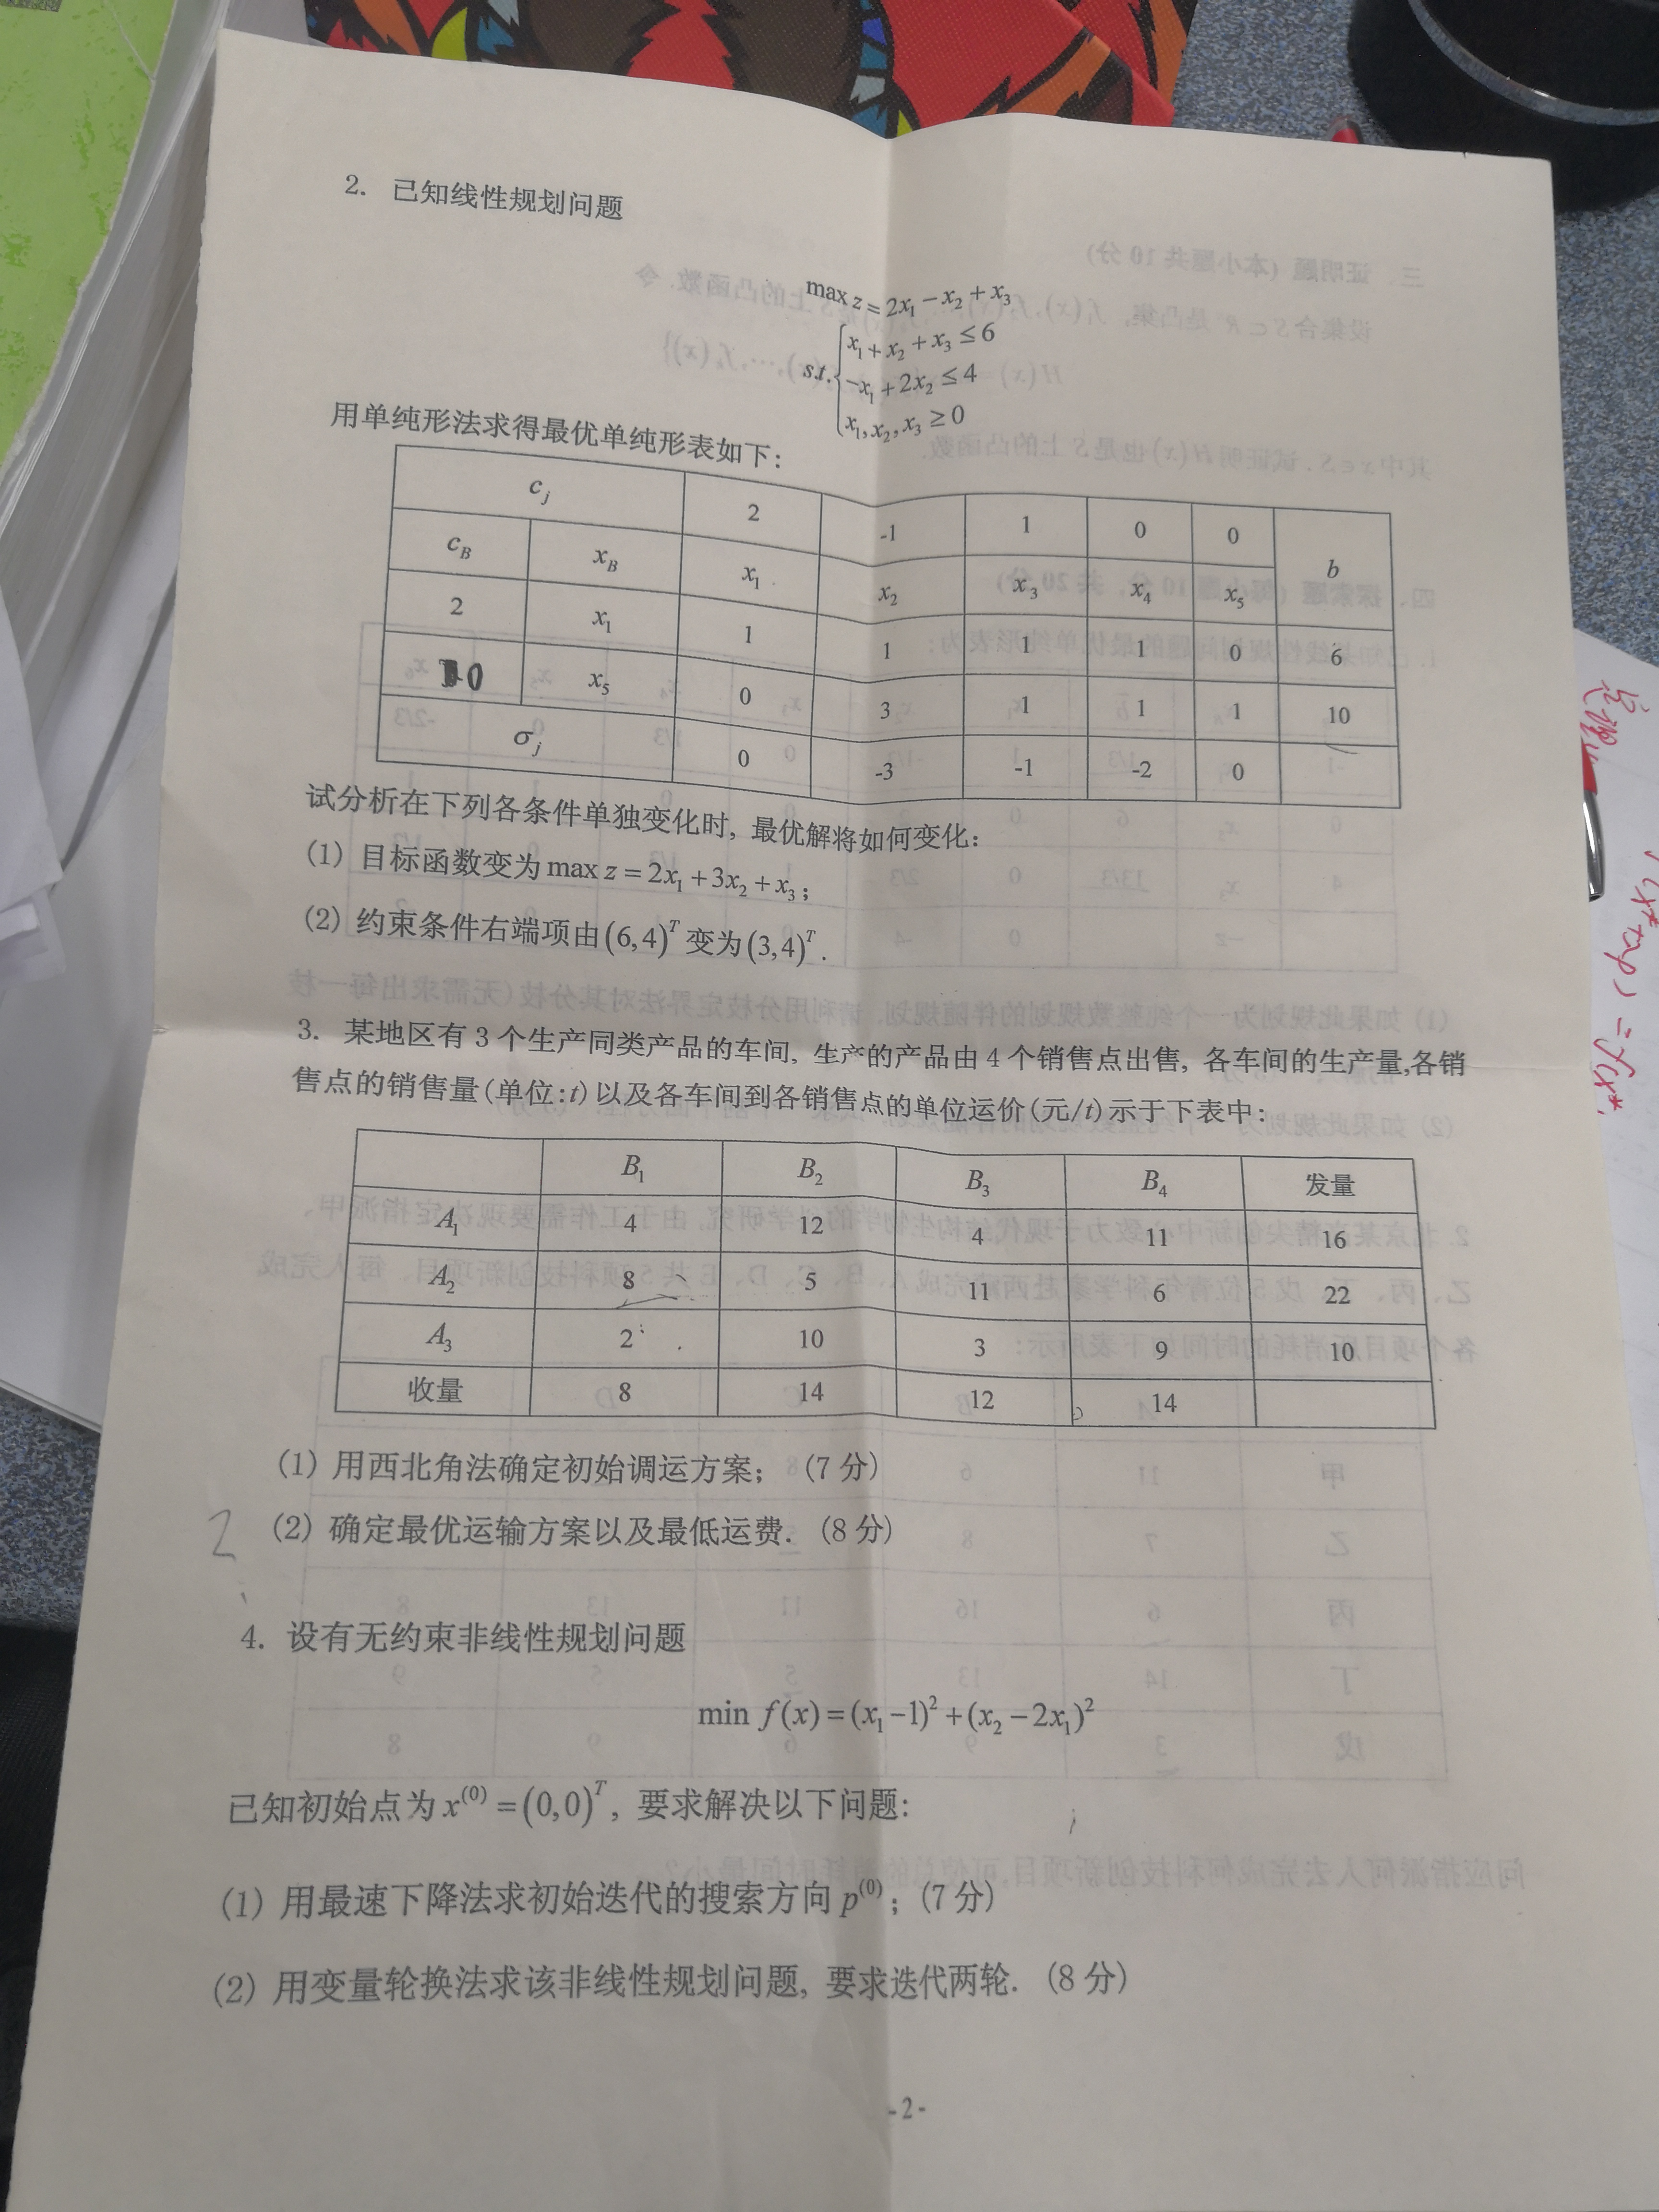 2. 已知线性规划问题
max z = 2x₁ − x₂ + x₃
x₁ + x₂ + x₃ ≤ 6
s.t. −x₁ + 2x₂ ≤ 4
x₁, x₂, x₃ ≥ 0
用单纯形法求得最优单纯形表如下:
cⱼ 2 -1 1 0 0 b
c_B x_B x₁ x₂ x₃ x₄ x₅
2 x₁ 1 1 1 1 0 6
0 x₅ 0 3 1 1 1 10
σⱼ 0 -3 -1 -2 0
试分析在下列各条件单独变化时, 最优解将如何变化:
(1) 目标函数变为 max z = 2x₁ + 3x₂ + x₃;
(2) 约束条件右端项由 (6,4)ᵀ 变为 (3,4)ᵀ.
3. 某地区有 3 个生产同类产品的车间, 生产的产品由 4 个销售点出售, 各车间的生产量,各销
售点的销售量(单位:t) 以及各车间到各销售点的单位运价(元/t) 示于下表中:
B₁ B₂ B₃ B₄ 发量
A₁ 4 12 4 11 16
A₂ 8 5 11 6 22
A₃ 2 10 3 9 10
收量 8 14 12 14
(1) 用西北角法确定初始调运方案; (7 分)
(2) 确定最优运输方案以及最低运费. (8 分)
2
4. 设有无约束非线性规划问题
min f(x) = (x₁ − 1)² + (x₂ − 2x₁)²
已知初始点为 x⁽⁰⁾ = (0,0)ᵀ, 要求解决以下问题:
(1) 用最速下降法求初始迭代的搜索方向 p⁽⁰⁾; (7 分)
(2) 用变量轮换法求该非线性规划问题, 要求迭代两轮. (8 分)
- 2 -